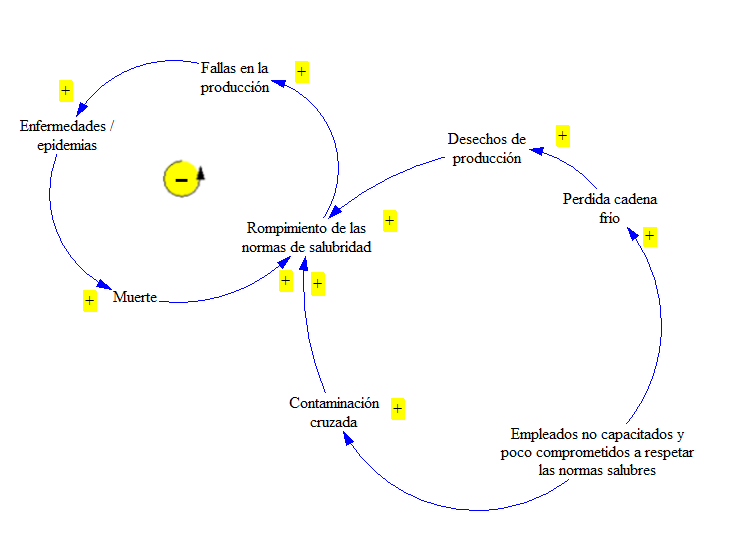 Fallas en la
producción
+
+
Enfermedades /
epidemias
Desechos de
producción
+
−
Perdida cadena
frio
+
Rompimiento de las
normas de salubridad
+
+
Muerte
+
+
Contaminación
cruzada
+
Empleados no capacitados y
poco comprometidos a respetar
las normas salubres